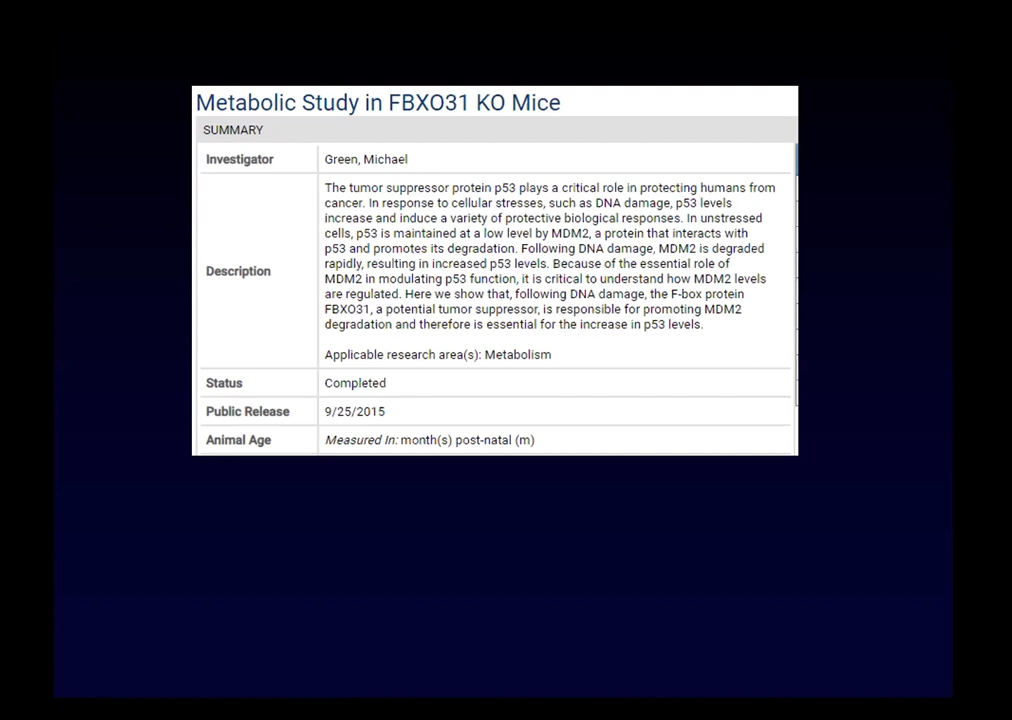 Metabolic Study in FBXO31 KO Mice
SUMMARY
Investigator
Green, Michael
Description
The tumor suppressor protein p53 plays a critical role in protecting humans from
cancer. In response to cellular stresses, such as DNA damage, p53 levels
increase and induce a variety of protective biological responses. In unstressed
cells, p53 is maintained at a low level by MDM2, a protein that interacts with
p53 and promotes its degradation. Following DNA damage, MDM2 is degraded
rapidly, resulting in increased p53 levels. Because of the essential role of
MDM2 in modulating p53 function, it is critical to understand how MDM2 levels
are regulated. Here we show that, following DNA damage, the F-box protein
FBXO31, a potential tumor suppressor, is responsible for promoting MDM2
degradation and therefore is essential for the increase in p53 levels.
Applicable research area(s): Metabolism
Status
Completed
Public Release
9/25/2015
Animal Age
Measured In: month(s) post-natal (m)